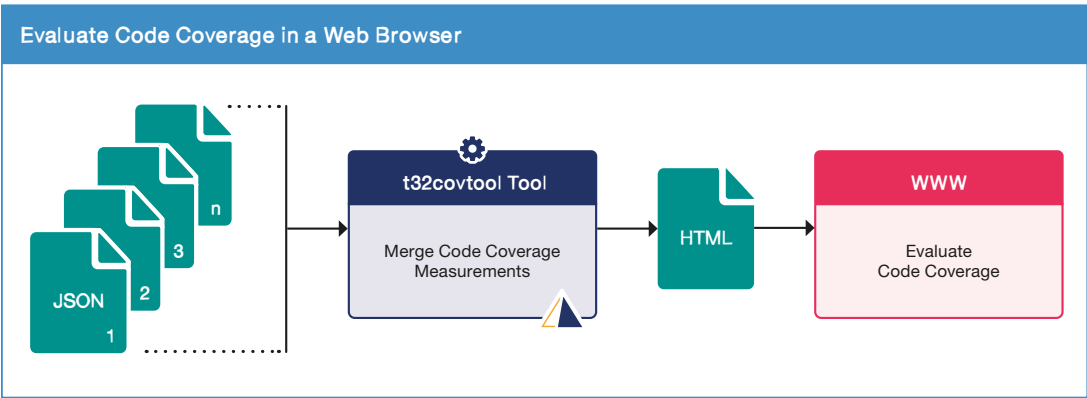 Evaluate Code Coverage in a Web Browser
n
3
2
JSON
1
t32covtool Tool
Merge Code Coverage
Measurements
HTML
WWW
Evaluate
Code Coverage